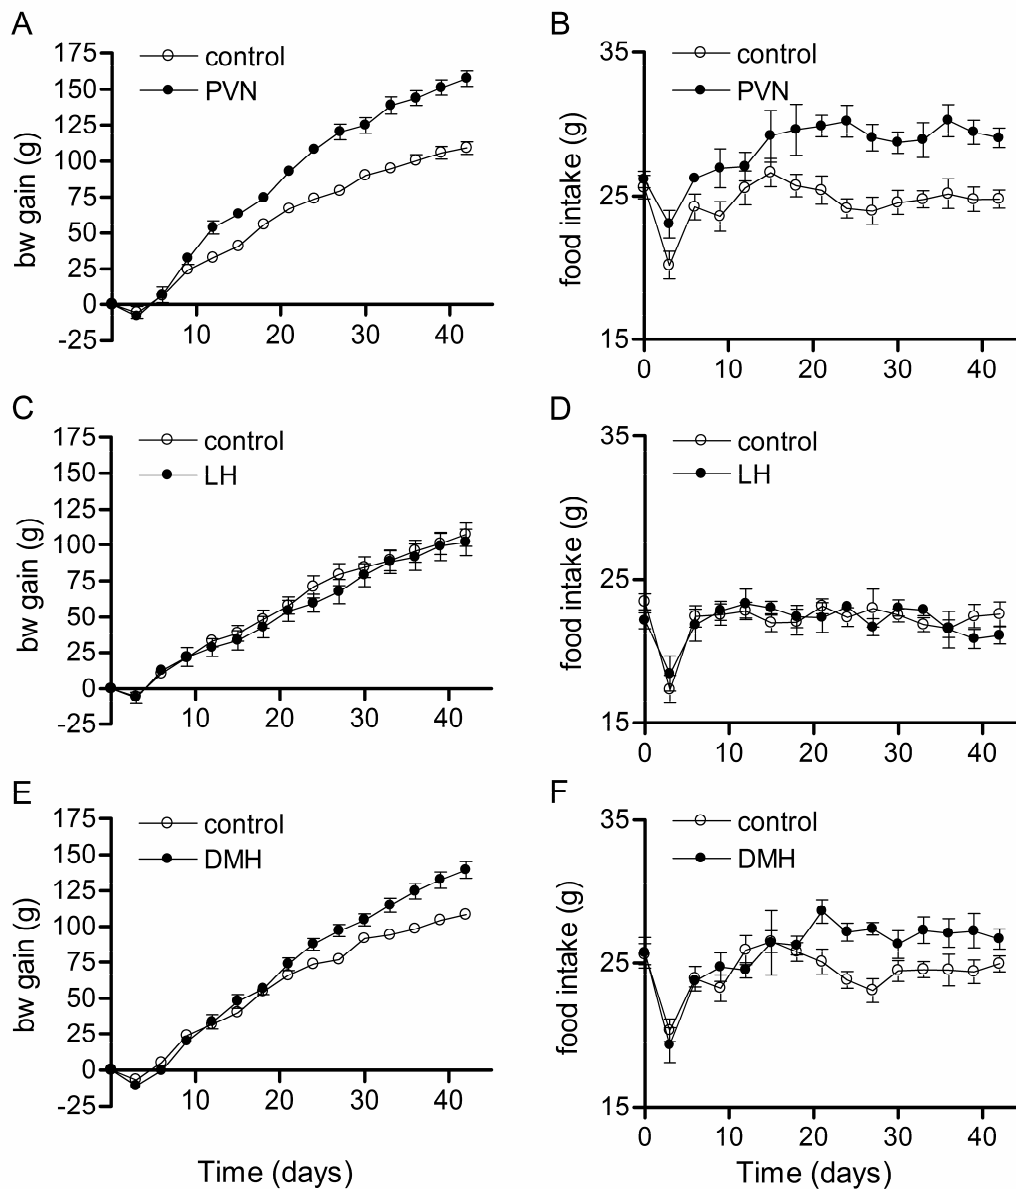 A
bw gain (g)
175
150
125
100
75
50
25
0
-25
control
PVN
10 20 30 40
B
food intake (g)
35
25
15
control
PVN
0 10 20 30 40
C
bw gain (g)
175
150
125
100
75
50
25
0
-25
control
LH
10 20 30 40
D
food intake (g)
35
25
15
control
LH
0 10 20 30 40
E
bw gain (g)
175
150
125
100
75
50
25
0
-25
control
DMH
10 20 30 40
Time (days)
F
food intake (g)
35
25
15
control
DMH
0 10 20 30 40
Time (days)